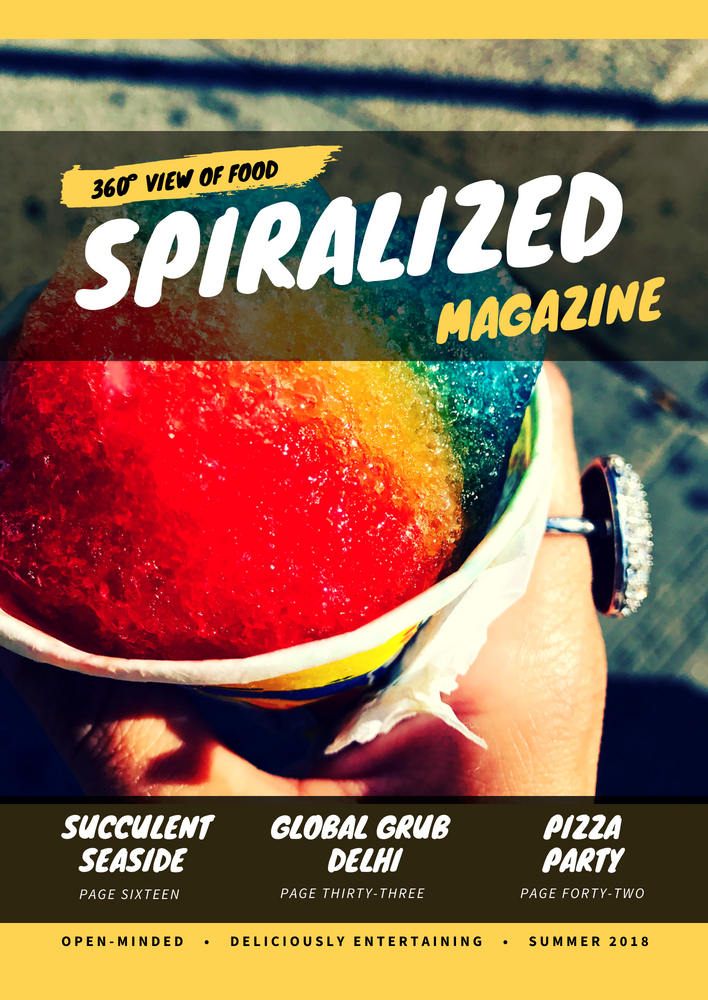 360° VIEW OF FOOD
SPIRALIZED
MAGAZINE
SUCCULENT
SEASIDE
PAGE SIXTEEN
GLOBAL GRUB
DELHI
PAGE THIRTY-THREE
PIZZA
PARTY
PAGE FORTY-TWO
OPEN-MINDED • DELICIOUSLY ENTERTAINING • SUMMER 2018